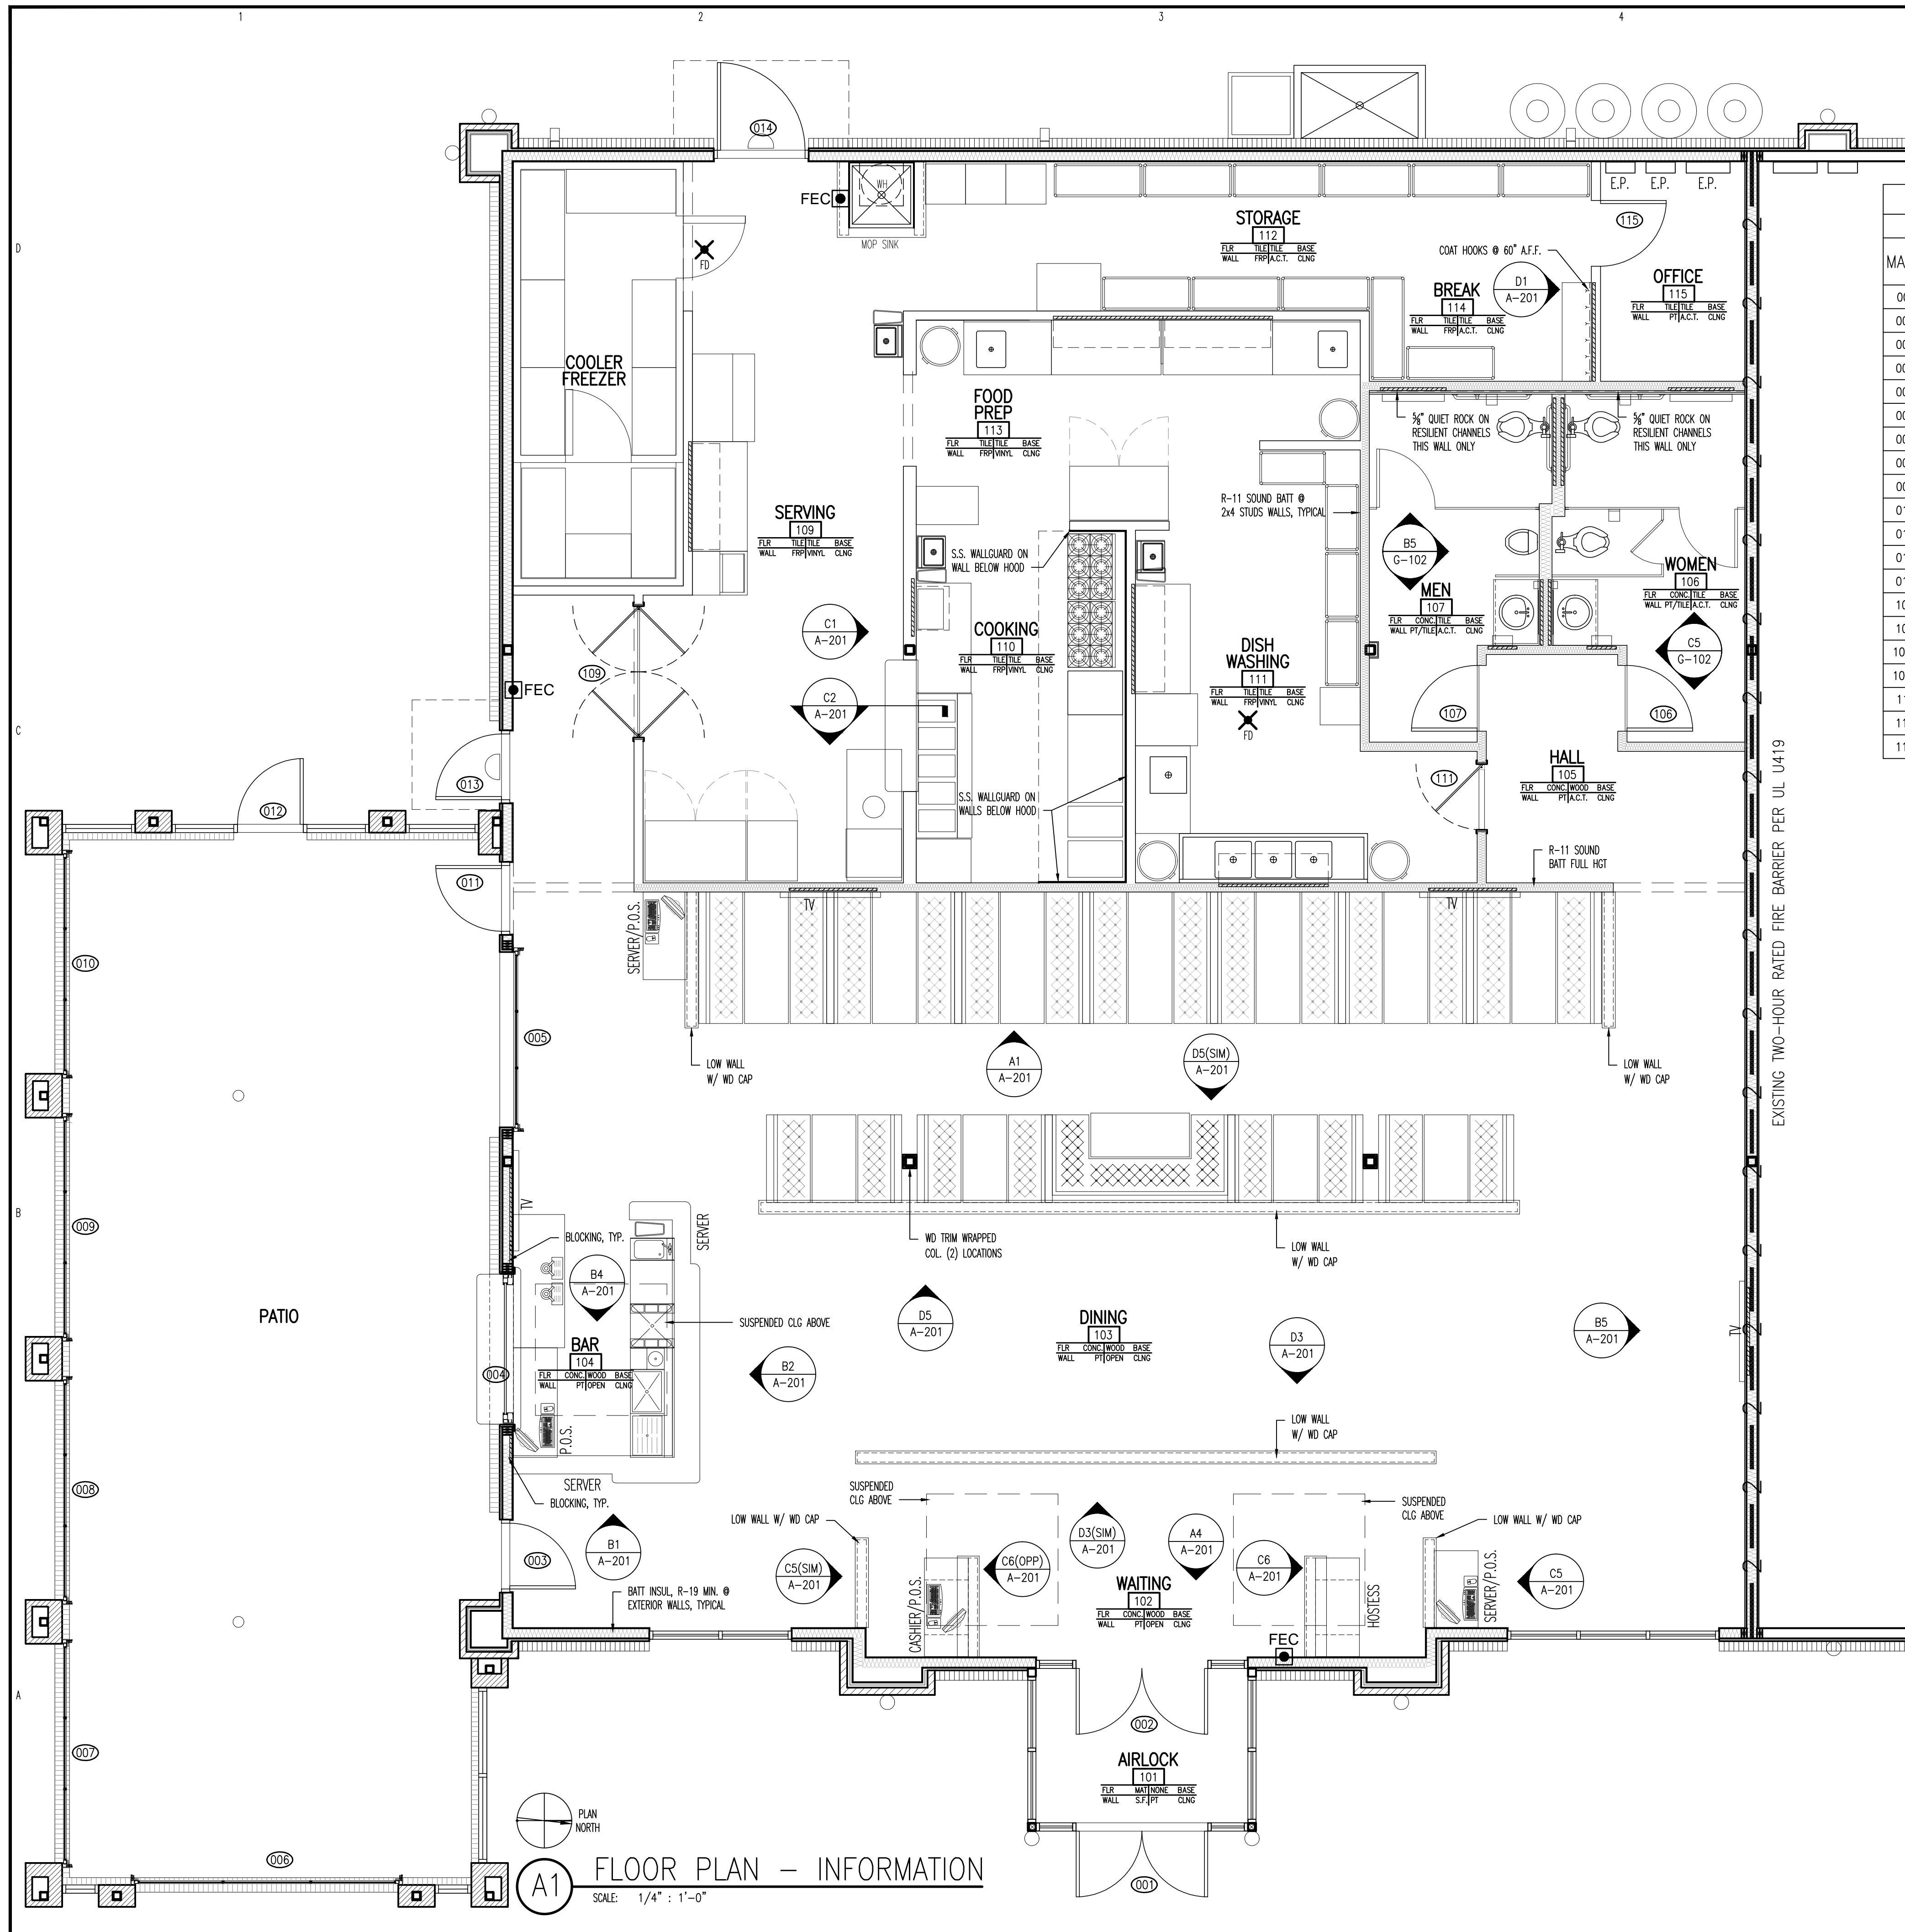 1 2 3 4
D
C
B
A
014
FEC
WH
MOP SINK
FD
STORAGE
112
FLR TILE TILE BASE
WALL FRP A.C.T. CLNG
E.P. E.P. E.P.
115
COAT HOOKS @ 60" A.F.F.
D1
A-201
BREAK
114
FLR TILE TILE BASE
WALL FRP A.C.T. CLNG
OFFICE
115
FLR TILE TILE BASE
WALL PT A.C.T. CLNG
COOLER
FREEZER
FOOD
PREP
113
FLR TILE TILE BASE
WALL FRP VINYL CLNG
⅝" QUIET ROCK ON
RESILIENT CHANNELS
THIS WALL ONLY
⅝" QUIET ROCK ON
RESILIENT CHANNELS
THIS WALL ONLY
SERVING
109
FLR TILE TILE BASE
WALL FRP VINYL CLNG
R-11 SOUND BATT @
2x4 STUDS WALLS, TYPICAL
S.S. WALLGUARD ON
WALL BELOW HOOD
B5
G-102
MEN
107
FLR CONC. TILE BASE
WALL PT/TILE A.C.T. CLNG
WOMEN
106
FLR CONC. TILE BASE
WALL PT/TILE A.C.T. CLNG
C5
G-102
C1
A-201
COOKING
110
FLR TILE TILE BASE
WALL FRP VINYL CLNG
DISH
WASHING
111
FLR TILE TILE BASE
WALL FRP VINYL CLNG
FD
109
FEC
C2
A-201
107
106
HALL
105
FLR CONC. WOOD BASE
WALL PT A.C.T. CLNG
111
013
012
011
S.S. WALLGUARD ON
WALLS BELOW HOOD
R-11 SOUND
BATT FULL HGT
EXISTING TWO-HOUR RATED FIRE BARRIER PER UL U419
SERVER/P.O.S.
TV
TV
010
005
LOW WALL
W/ WD CAP
A1
A-201
D5(SIM)
A-201
LOW WALL
W/ WD CAP
009
TV
SERVER
BLOCKING, TYP.
WD TRIM WRAPPED
COL. (2) LOCATIONS
LOW WALL
W/ WD CAP
B4
A-201
PATIO
SUSPENDED CLG ABOVE
BAR
104
FLR CONC. WOOD BASE
WALL PT OPEN CLNG
004
B2
A-201
D5
A-201
DINING
103
FLR CONC. WOOD BASE
WALL PT OPEN CLNG
D3
A-201
B5
A-201
TV
P.O.S.
LOW WALL
W/ WD CAP
008
SERVER
BLOCKING, TYP.
SUSPENDED
CLG ABOVE
SUSPENDED
CLG ABOVE
LOW WALL W/ WD CAP
LOW WALL W/ WD CAP
003
B1
A-201
C5(SIM)
A-201
C6(OPP)
A-201
D3(SIM)
A-201
A4
A-201
C6
A-201
C5
A-201
BATT INSUL, R-19 MIN. @
EXTERIOR WALLS, TYPICAL
CASHIER/P.O.S.
WAITING
102
FLR CONC. WOOD BASE
WALL PT OPEN CLNG
HOSTESS
SERVER/P.O.S.
FEC
007
002
AIRLOCK
101
FLR MAT NONE BASE
WALL S.F. PT CLNG
PLAN
NORTH
006
001
A1
FLOOR PLAN - INFORMATION
SCALE: 1/4" : 1'-0"